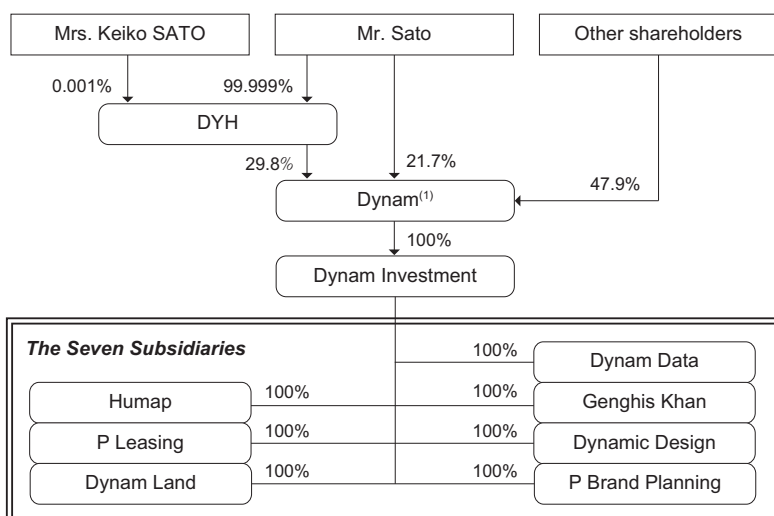 Mrs. Keiko SATO
Mr. Sato
Other shareholders
0.001%
99.999%
DYH
29.8%
21.7%
47.9%
Dynam(1)
100%
Dynam Investment
The Seven Subsidiaries
100%
Dynam Data
Humap
100%
100%
Genghis Khan
P Leasing
100%
100%
Dynamic Design
Dynam Land
100%
100%
P Brand Planning